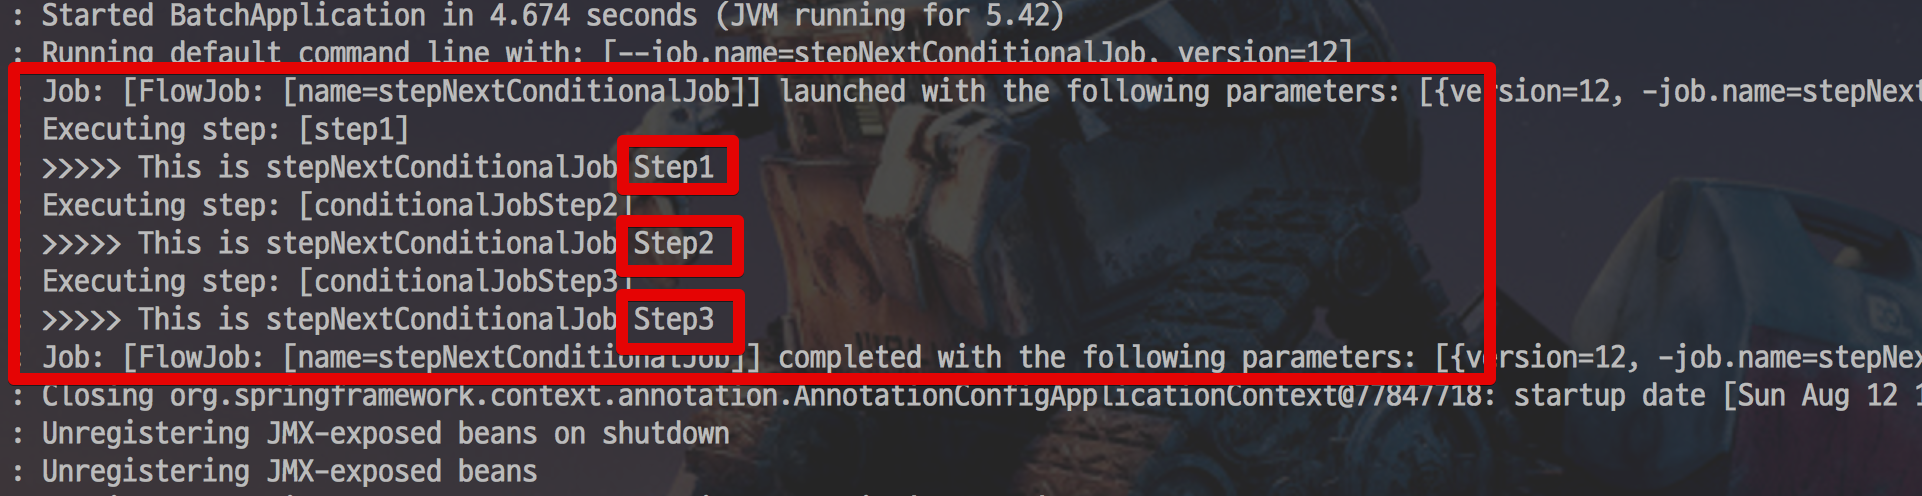 : Started BatchApplication in 4.674 seconds (JVM running for 5.42)
: Running default command line with: [--job.name=stepNextConditionalJob, version=12]
: Job: [FlowJob: [name=stepNextConditionalJob]] launched with the following parameters: [{version=12, -job.name=stepNext
: Executing step: [step1]
: >>>>> This is stepNextConditionalJob Step1
: Executing step: [conditionalJobStep2]
: >>>>> This is stepNextConditionalJob Step2
: Executing step: [conditionalJobStep3]
: >>>>> This is stepNextConditionalJob Step3
: Job: [FlowJob: [name=stepNextConditionalJob]] completed with the following parameters: [{version=12, -job.name=stepNex
: Closing org.springframework.context.annotation.AnnotationConfigApplicationContext@77847718: startup date [Sun Aug 12 1
: Unregistering JMX-exposed beans on shutdown
: Unregistering JMX-exposed beans